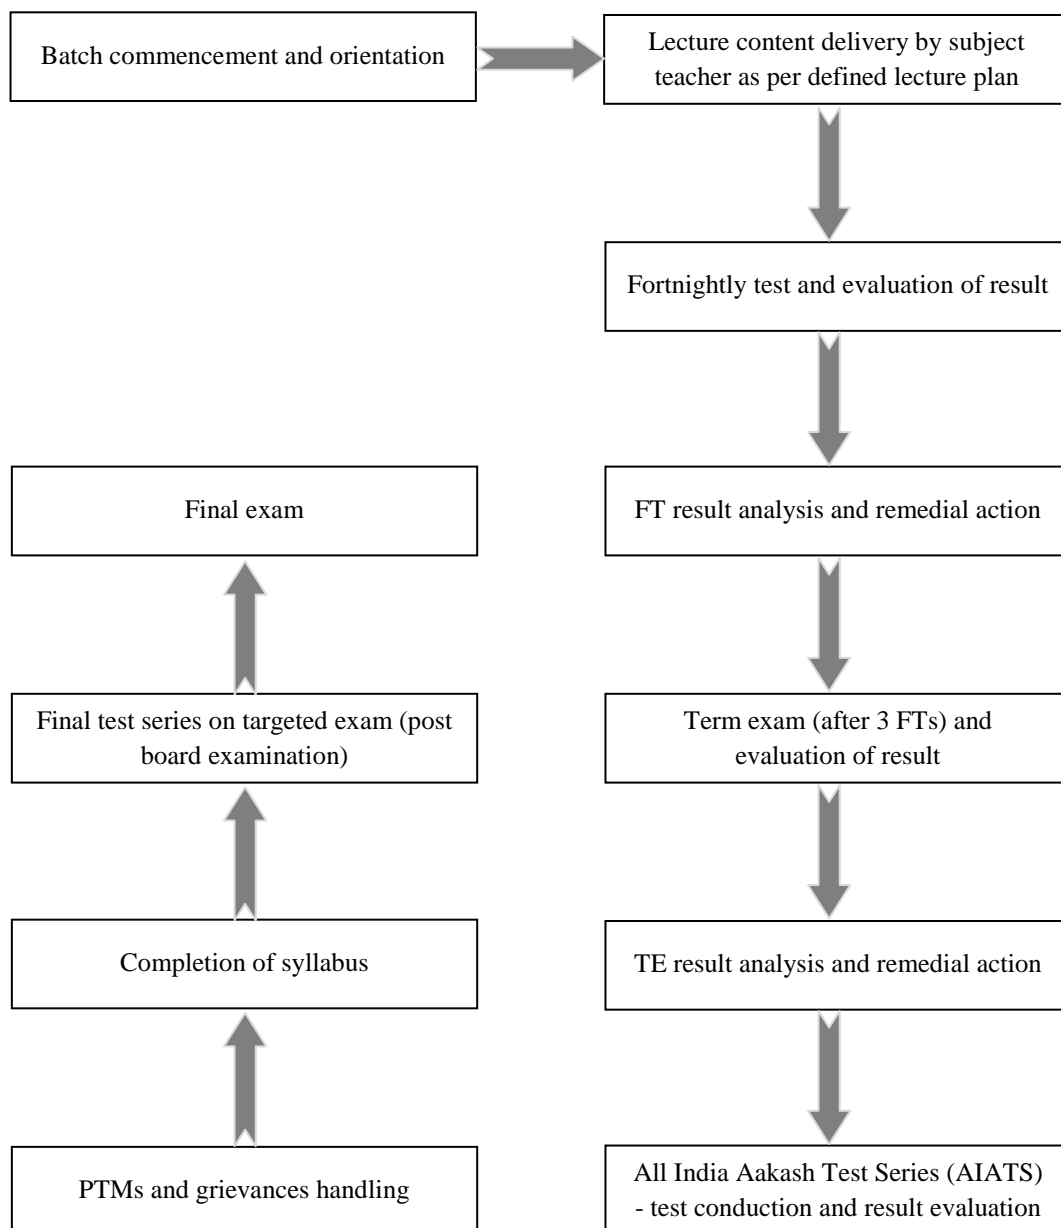 Batch commencement and orientation
Lecture content delivery by subject
teacher as per defined lecture plan
Fortnightly test and evaluation of result
FT result analysis and remedial action
Term exam (after 3 FTs) and
evaluation of result
TE result analysis and remedial action
All India Aakash Test Series (AIATS)
- test conduction and result evaluation
PTMs and grievances handling
Completion of syllabus
Final test series on targeted exam (post
board examination)
Final exam